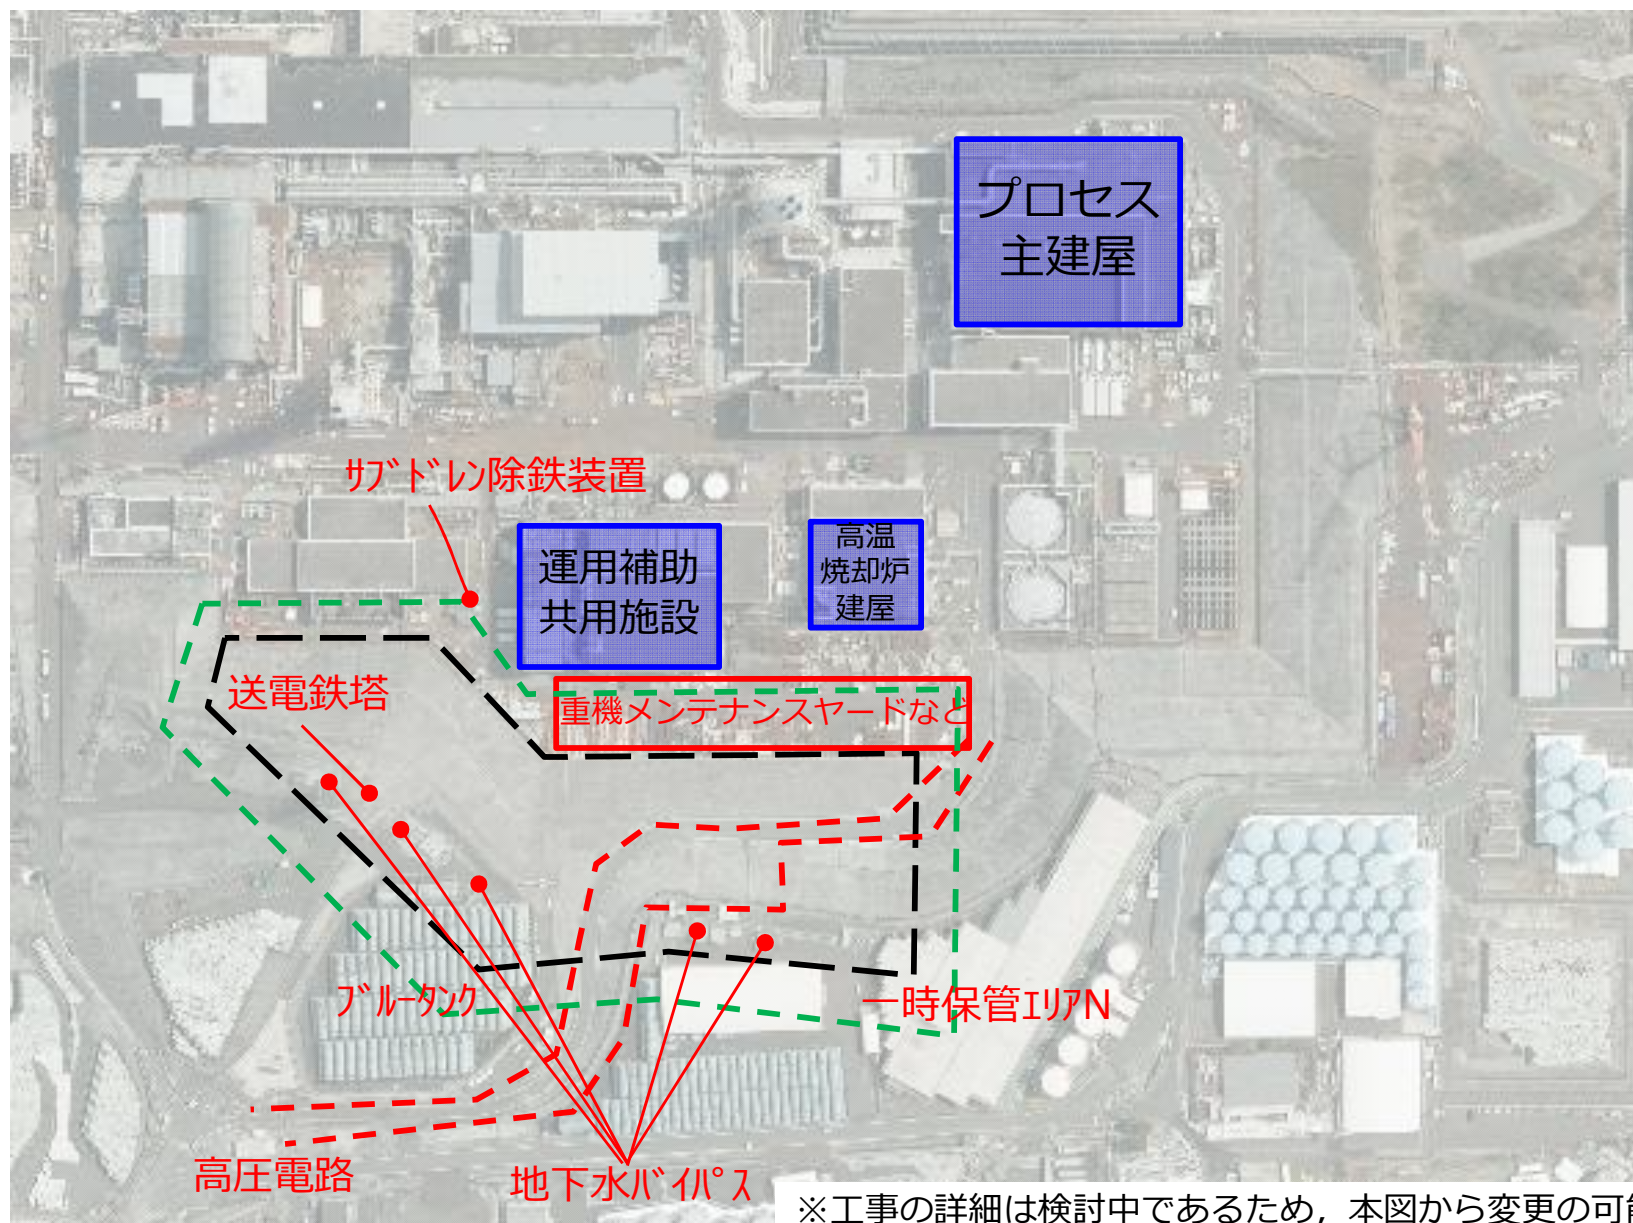 プロセス
主建屋
ｻﾌﾞﾄﾞﾚﾝ除鉄装置
運用補助
共用施設
高温
焼却炉
建屋
送電鉄塔
重機メンテナンスヤードなど
ﾌﾞﾙｰﾀﾝｸ
一時保管ｴﾘｱN
高圧電路
地下水ﾊﾞｲﾊﾟｽ
※工事の詳細は検討中であるため，本図から変更の可